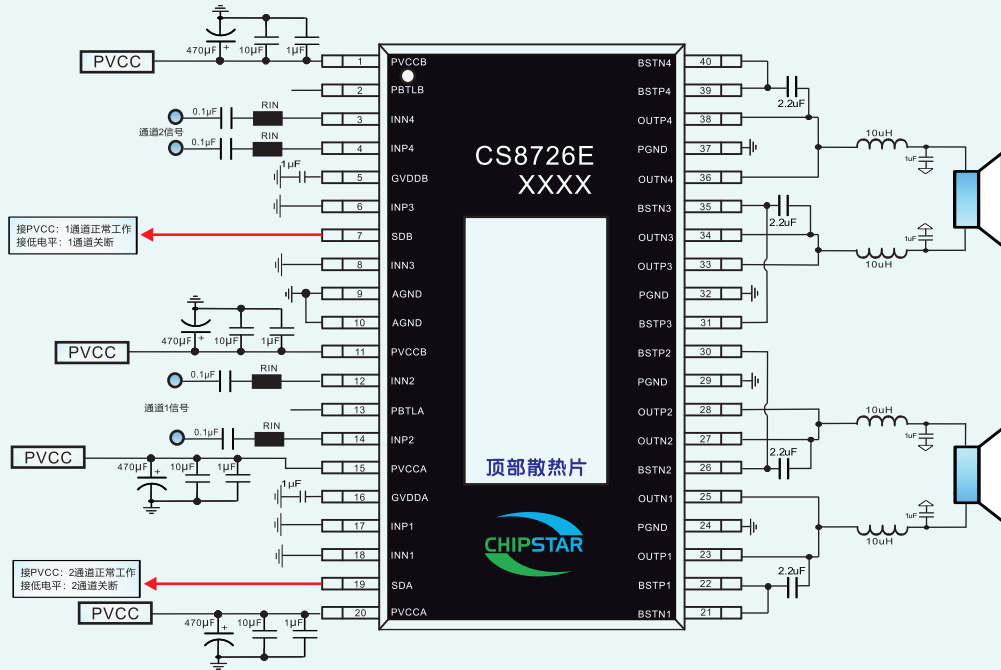 470μF
10μF
1μF
PVCC
0.1μF
RIN
通道2信号
0.1μF
RIN
1μF
接PVCC: 1通道正常工作
接低电平: 1通道关断
470μF
10μF
1μF
PVCC
0.1μF
RIN
通道1信号
0.1μF
RIN
PVCC
470μF
10μF
1μF
1μF
接PVCC: 2通道正常工作
接低电平: 2通道关断
PVCC
470μF
10μF
1μF
1 PVCCB
2 PBTLB
3 INN4
4 INP4
5 GVDDB
6 INP3
7 SDB
8 INN3
9 AGND
10 AGND
11 PVCCB
12 INN2
13 PBTLA
14 INP2
15 PVCCA
16 GVDDA
17 INP1
18 INN1
19 SDA
20 PVCCA
CS8726E
XXXX
顶部散热片
CHIPSTAR
BSTN4 40
BSTP4 39
OUTP4 38
PGND 37
OUTN4 36
BSTN3 35
OUTN3 34
OUTP3 33
PGND 32
BSTP3 31
BSTP2 30
PGND 29
OUTP2 28
OUTN2 27
BSTN2 26
OUTN1 25
PGND 24
OUTP1 23
BSTP1 22
BSTN1 21
2.2uF
10uH
1uF
2.2uF
1uF
10uH
10uH
1uF
2.2uF
1uF
10uH
2.2uF